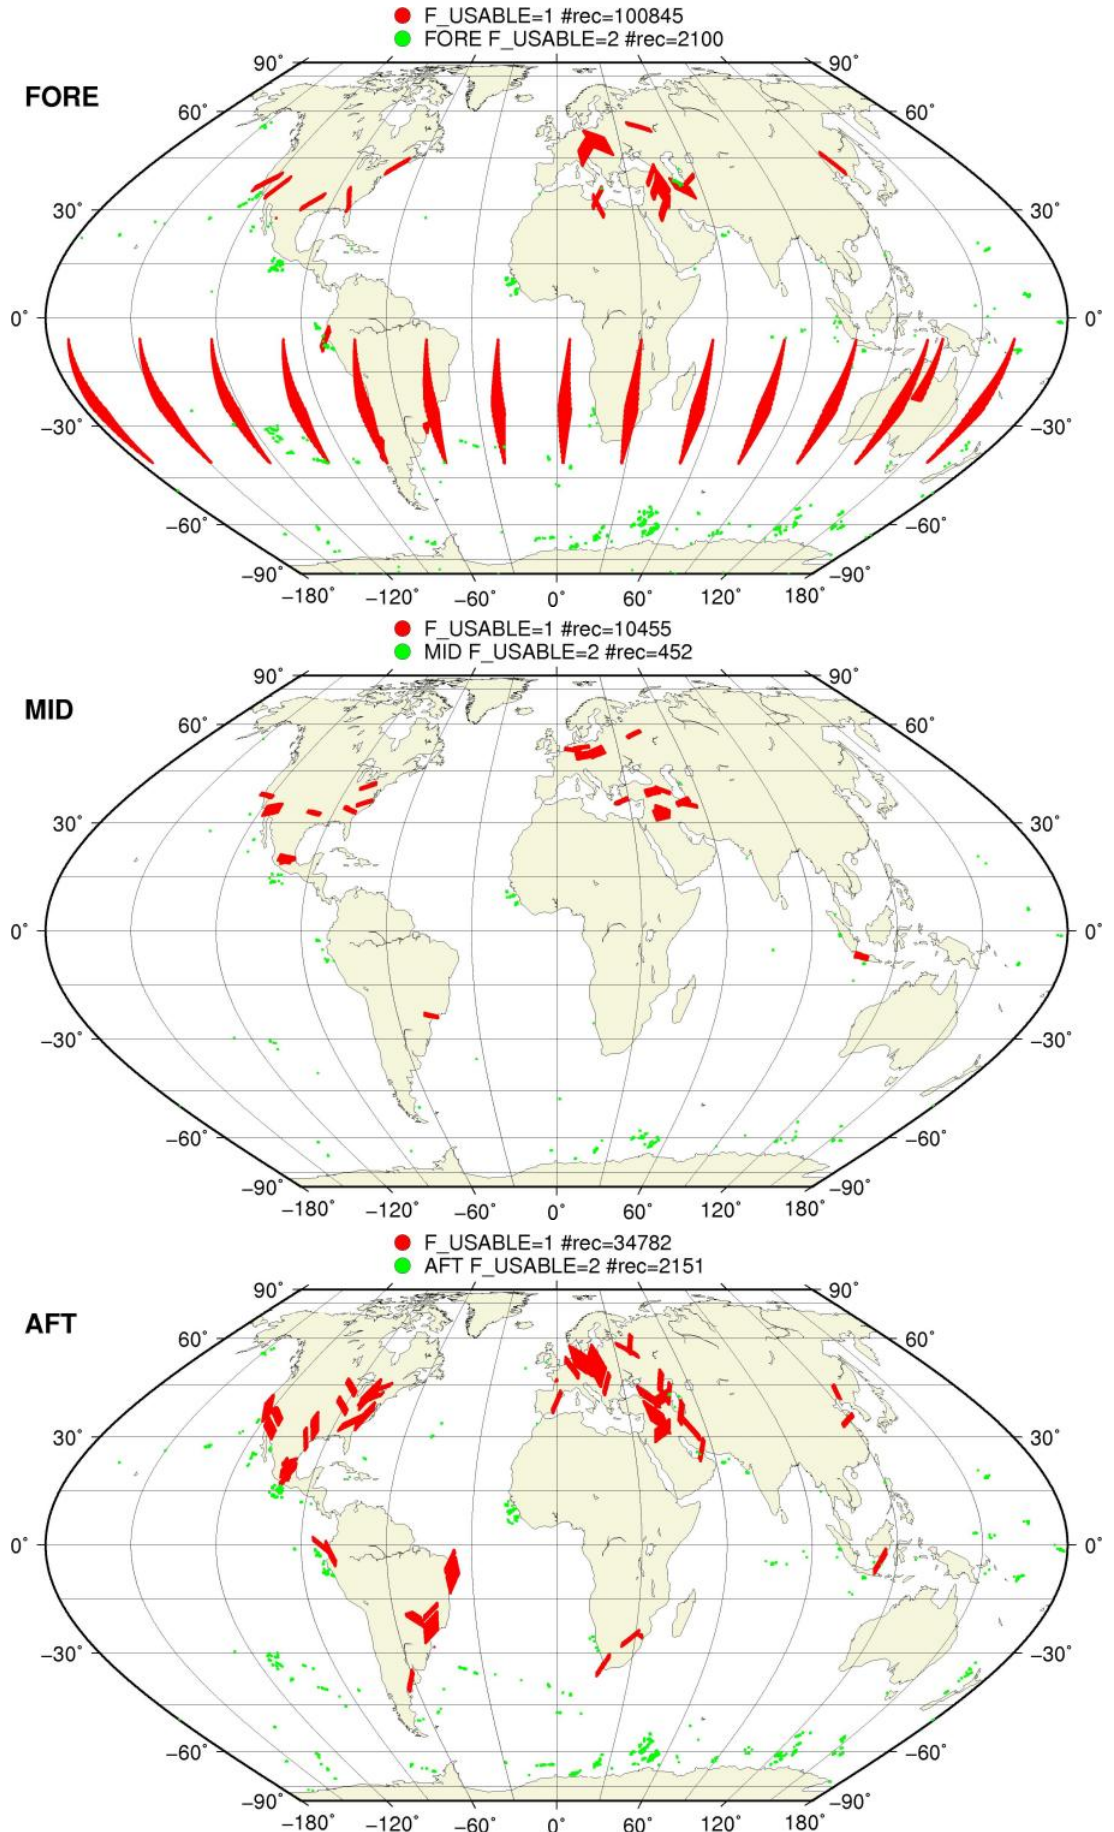 F_USABLE=1 #rec=100845
FORE F_USABLE=2 #rec=2100
FORE
90° 90°
60° 60°
30° 30°
0° 0°
−30° −30°
−60° −60°
−90° −90°
−180° −120° −60° 0° 60° 120° 180°
F_USABLE=1 #rec=10455
MID F_USABLE=2 #rec=452
MID
90° 90°
60° 60°
30° 30°
0° 0°
−30° −30°
−60° −60°
−90° −90°
−180° −120° −60° 0° 60° 120° 180°
F_USABLE=1 #rec=34782
AFT F_USABLE=2 #rec=2151
AFT
90° 90°
60° 60°
30° 30°
0° 0°
−30° −30°
−60° −60°
−90° −90°
−180° −120° −60° 0° 60° 120° 180°